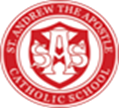 ST. ANDREW THE APOSTLE
SAS
CATHOLIC SCHOOL